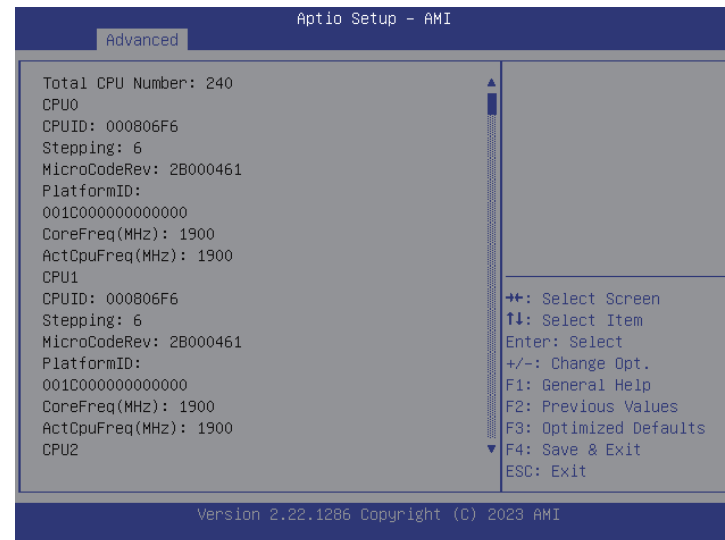 Aptio Setup – AMI
Advanced
Total CPU Number: 240
CPU0
CPUID: 000806F6
Stepping: 6
MicroCodeRev: 2B000461
PlatformID:
001C000000000000
CoreFreq(MHz): 1900
ActCpuFreq(MHz): 1900
CPU1
CPUID: 000806F6
Stepping: 6
MicroCodeRev: 2B000461
PlatformID:
001C000000000000
CoreFreq(MHz): 1900
ActCpuFreq(MHz): 1900
CPU2
→←: Select Screen
↑↓: Select Item
Enter: Select
+/-: Change Opt.
F1: General Help
F2: Previous Values
F3: Optimized Defaults
F4: Save & Exit
ESC: Exit
Version 2.22.1286 Copyright (C) 2023 AMI